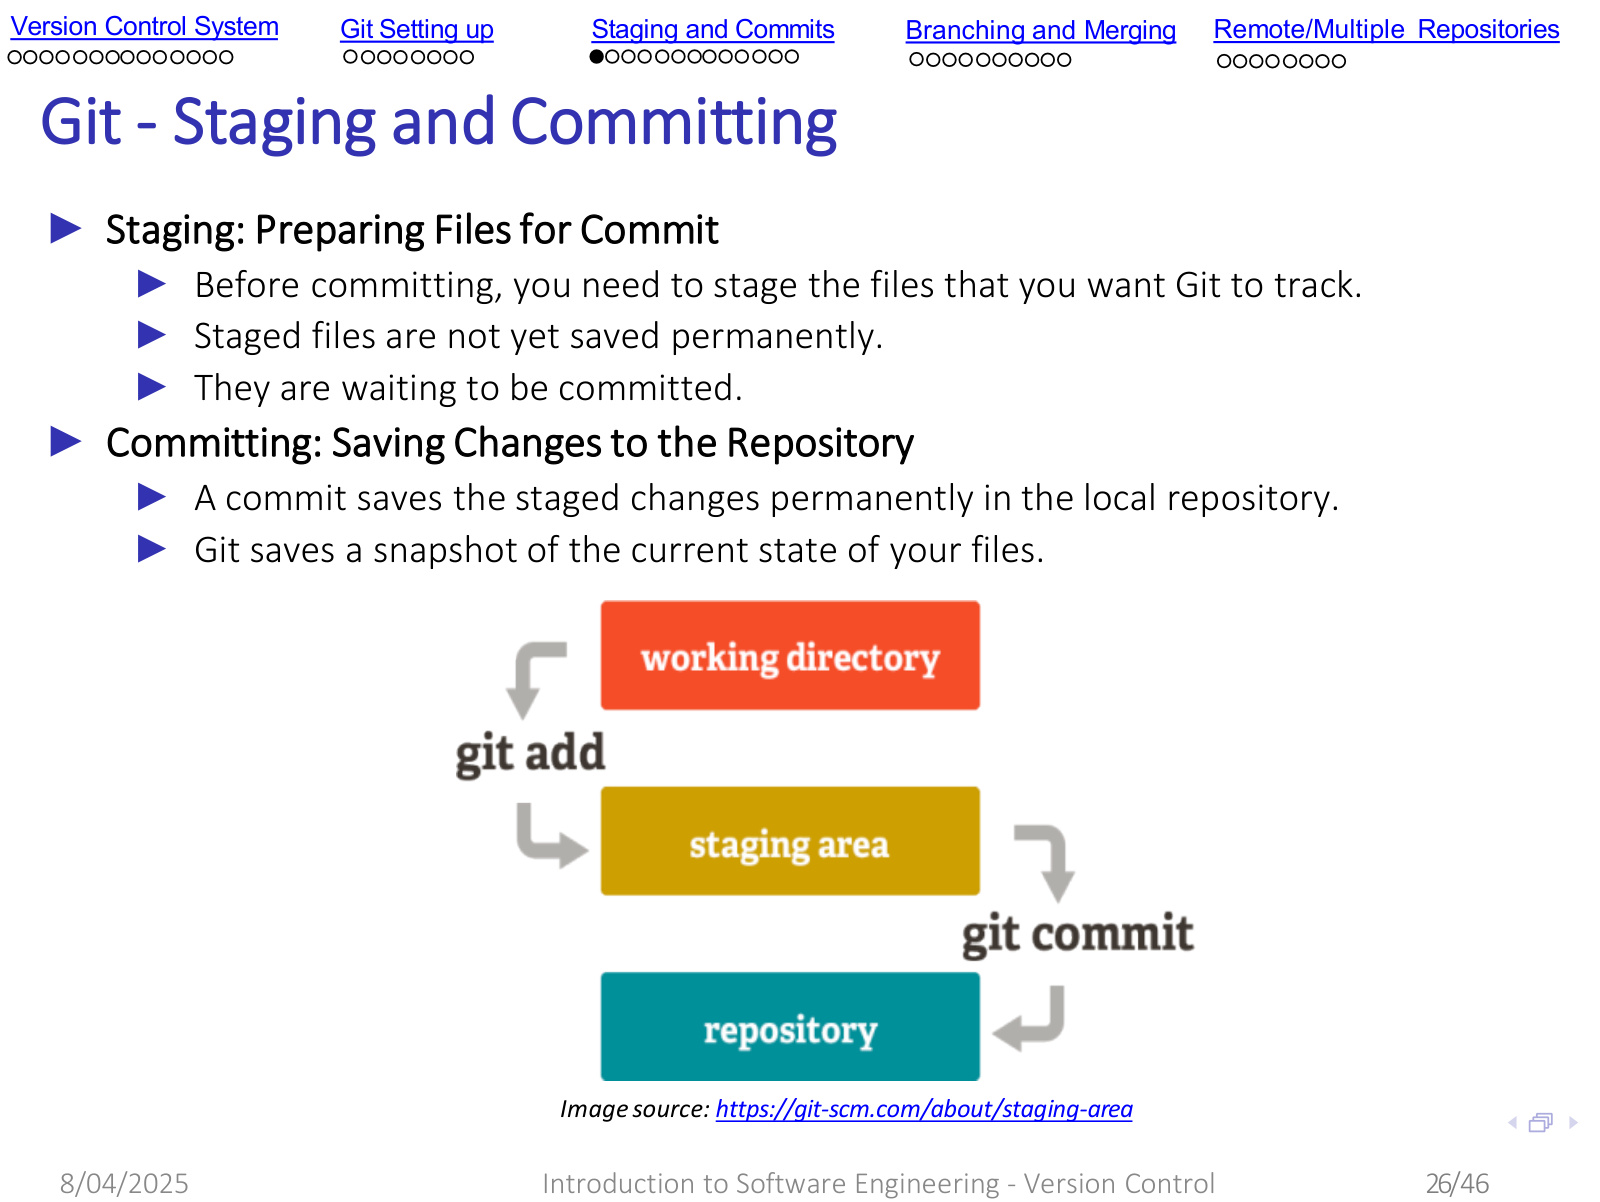 Version Control System
Git Setting up
Staging and Commits
Branching and Merging
Remote/Multiple Repositories
Git - Staging and Committing
Staging: Preparing Files for Commit
Before committing, you need to stage the files that you want Git to track.
Staged files are not yet saved permanently.
They are waiting to be committed.
Committing: Saving Changes to the Repository
A commit saves the staged changes permanently in the local repository.
Git saves a snapshot of the current state of your files.
working directory
git add
staging area
git commit
repository
Image source: https://git-scm.com/about/staging-area
8/04/2025
Introduction to Software Engineering - Version Control
26/46